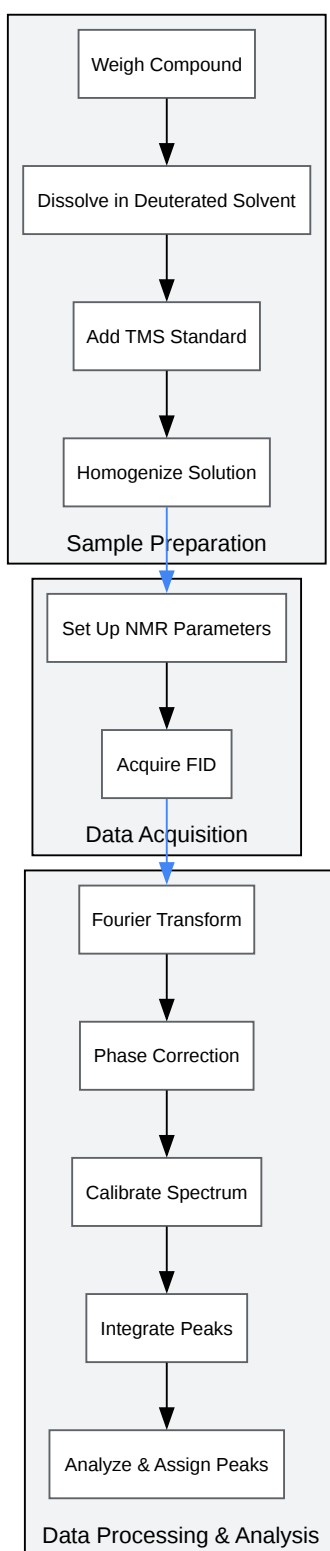 Weigh Compound
Dissolve in Deuterated Solvent
Add TMS Standard
Homogenize Solution
Sample Preparation
Set Up NMR Parameters
Acquire FID
Data Acquisition
Fourier Transform
Phase Correction
Calibrate Spectrum
Integrate Peaks
Analyze & Assign Peaks
Data Processing & Analysis